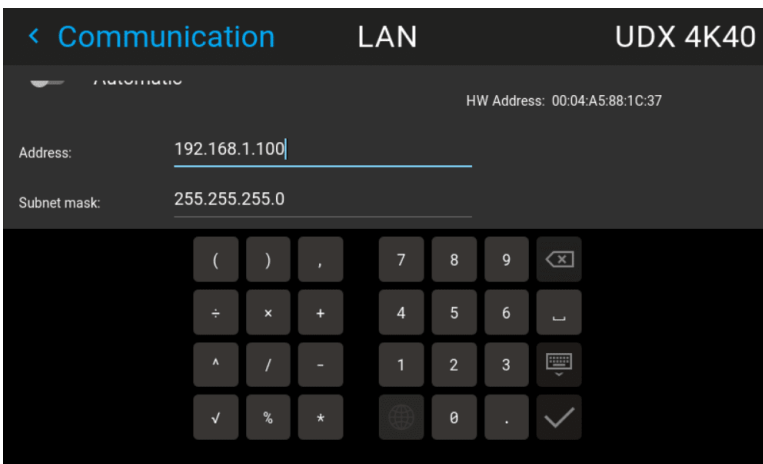 < Communication LAN UDX 4K40
Automatic
HW Address: 00:04:A5:88:1C:37
Address: 192.168.1.100
Subnet mask: 255.255.255.0
( ) , 7 8 9
÷ × + 4 5 6
^ / - 1 2 3
√ % * 0 .